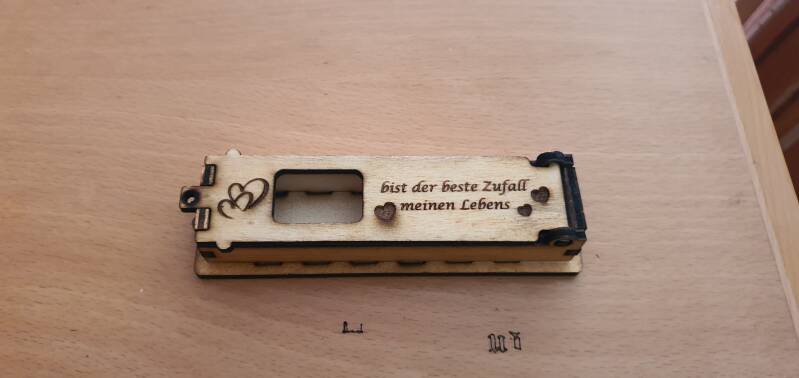 bist der beste Zufall
meinen Lebens